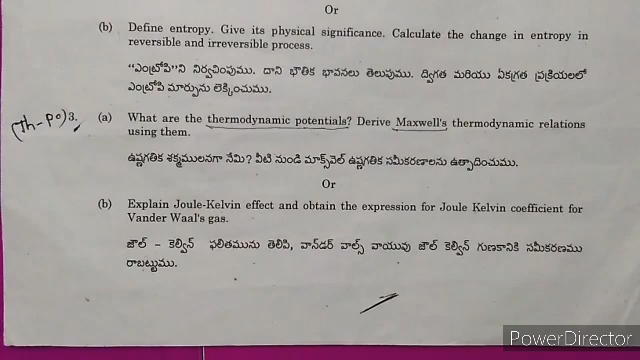 Or
(b) Define entropy. Give its physical significance. Calculate the change in entropy in
reversible and irreversible process.
“ఎంట్రోపి”ని నిర్వచింపుము. దాని భౌతిక భావనలు తెలుపుము. ద్విగత మరియు ఏకగ్రత ప్రక్రియలలో
ఎంట్రోపి మార్పును లెక్కించుము.
(Th-Po) 3. (a) What are the thermodynamic potentials? Derive Maxwell's thermodynamic relations
using them.
ఉష్ణగతిక శక్మములనగా నేమి? వీటి నుండి మాక్స్‌వెల్ ఉష్ణగతిక సమీకరణాలను ఉత్పాదించుము.
Or
(b) Explain Joule-Kelvin effect and obtain the expression for Joule Kelvin coefficient for
Vander Waal's gas.
జౌల్ – కెల్విన్ ఫలితమును తెలిపి, వాన్‌డర్ వాల్స్ వాయువు జౌల్ కెల్విన్ గుణకానికి సమీకరణము
రాబట్టుము.
PowerDirector